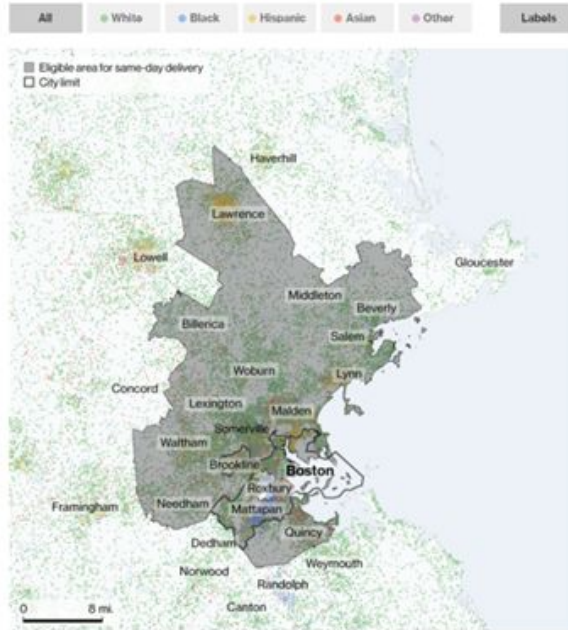 All White Black Hispanic Asian Other Labels
Eligible area for same-day delivery
City limit
Haverhill
Lawrence
Lowell
Gloucester
Middleton
Beverly
Billerica
Salem
Woburn
Lynn
Concord
Lexington
Malden
Somerville
Waltham
Brookline
Boston
Roxbury
Framingham
Needham
Mattapan
Quincy
Dedham
Weymouth
Norwood
Randolph
Canton
0 8 mi.